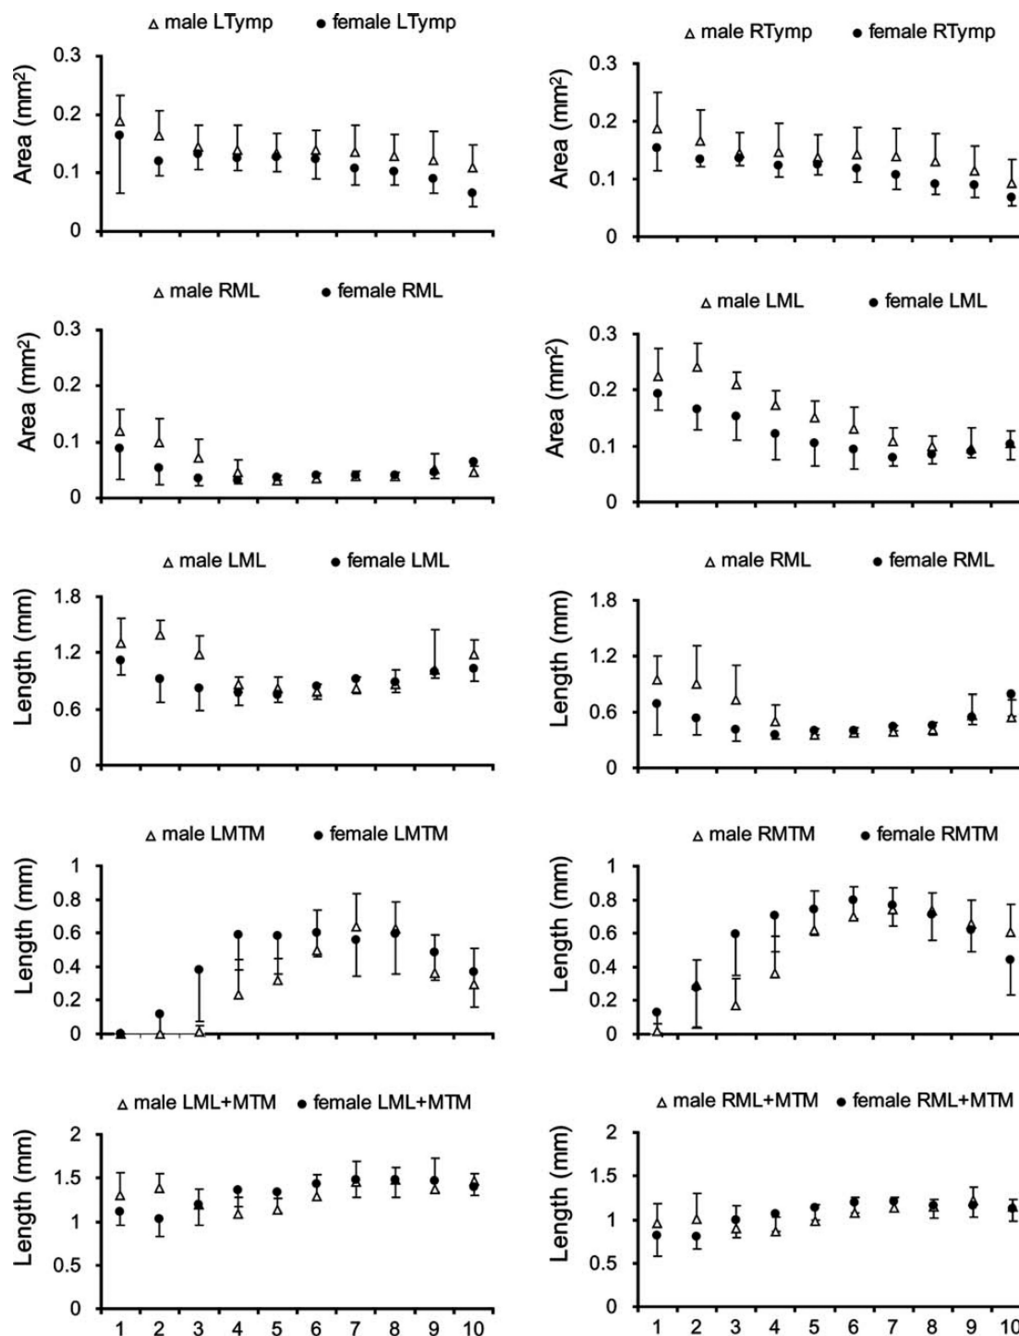 △ male LTymp ● female LTymp
Area (mm²)
0.3
0.2
0.1
0
△ male RTymp ● female RTymp
Area (mm²)
0.3
0.2
0.1
0
△ male RML ● female RML
Area (mm²)
0.3
0.2
0.1
0
△ male LML ● female LML
Area (mm²)
0.3
0.2
0.1
0
△ male LML ● female LML
Length (mm)
1.8
1.2
0.6
0
△ male RML ● female RML
Length (mm)
1.8
1.2
0.6
0
△ male LMTM ● female LMTM
Length (mm)
1
0.8
0.6
0.4
0.2
0
△ male RMTM ● female RMTM
Length (mm)
1
0.8
0.6
0.4
0.2
0
△ male LML+MTM ● female LML+MTM
Length (mm)
2
1.5
1
0.5
0
1 2 3 4 5 6 7 8 9 10
△ male RML+MTM ● female RML+MTM
Length (mm)
2
1.5
1
0.5
0
1 2 3 4 5 6 7 8 9 10